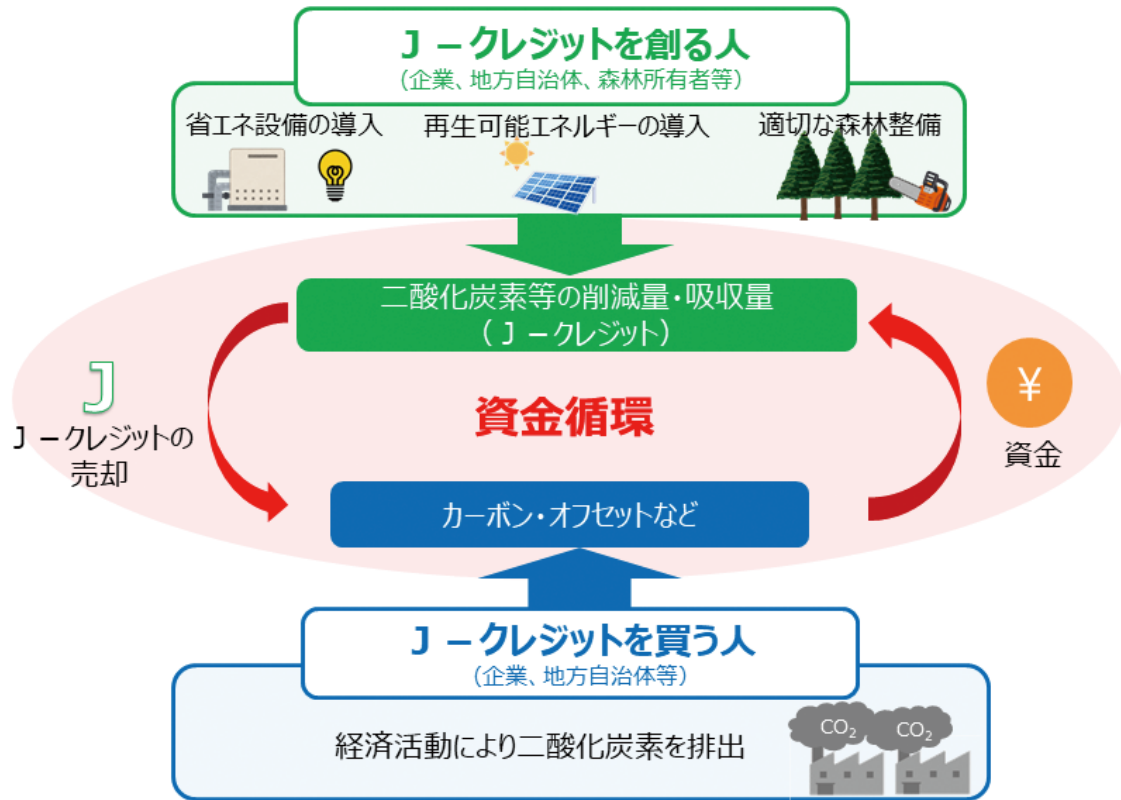 J－クレジットを創る人
（企業、地方自治体、森林所有者等）
省エネ設備の導入
再生可能エネルギーの導入
適切な森林整備
二酸化炭素等の削減量・吸収量
（J－クレジット）
J
J－クレジットの
売却
資金循環
¥
資金
カーボン・オフセットなど
J－クレジットを買う人
（企業、地方自治体等）
経済活動により二酸化炭素を排出
CO₂
CO₂